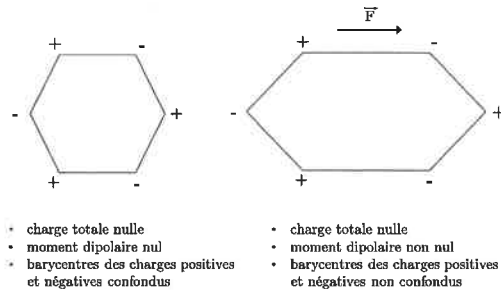 F
+ - + -
- + - +
+ - + -
• charge totale nulle
• moment dipolaire nul
• barycentres des charges positives
et négatives confondus
• charge totale nulle
• moment dipolaire non nul
• barycentres des charges positives
et négatives non confondus